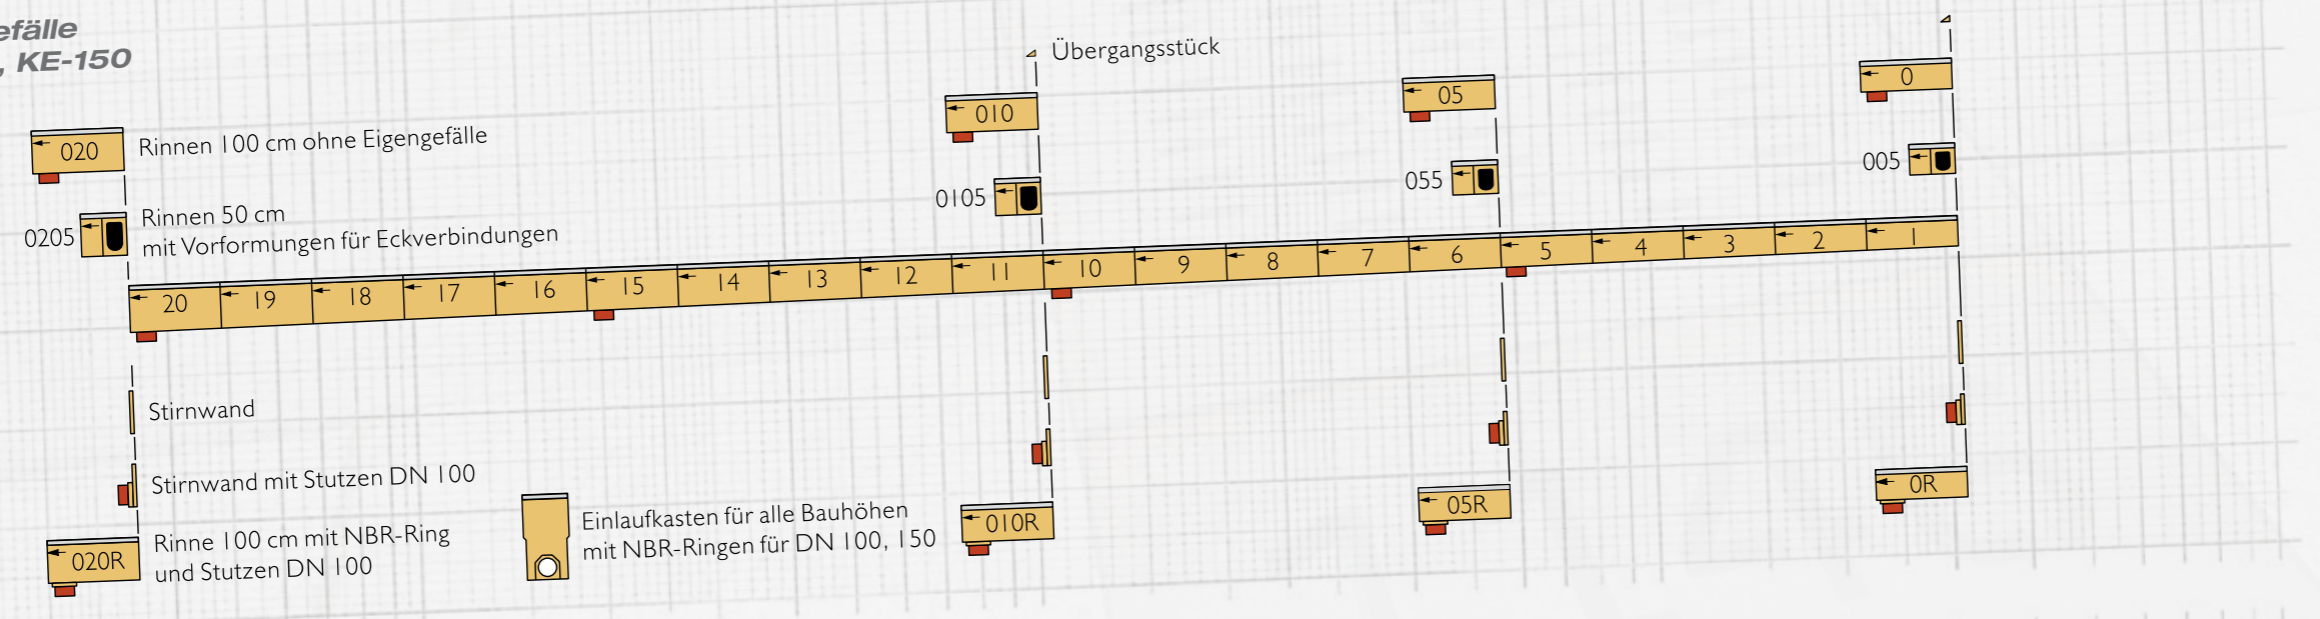 efälle
, KE-150
Übergangsstück
010
05
0
020
Rinnen 100 cm ohne Eigengefälle
0105
055
005
0205
Rinnen 50 cm
mit Vorformungen für Eckverbindungen
20 19 18 17 16 15 14 13 12 11 10 9 8 7 6 5 4 3 2 1
Stirnwand
Stirnwand mit Stutzen DN 100
020R
Rinne 100 cm mit NBR-Ring
und Stutzen DN 100
Einlaufkasten für alle Bauhöhen
mit NBR-Ringen für DN 100, 150
010R
05R
0R